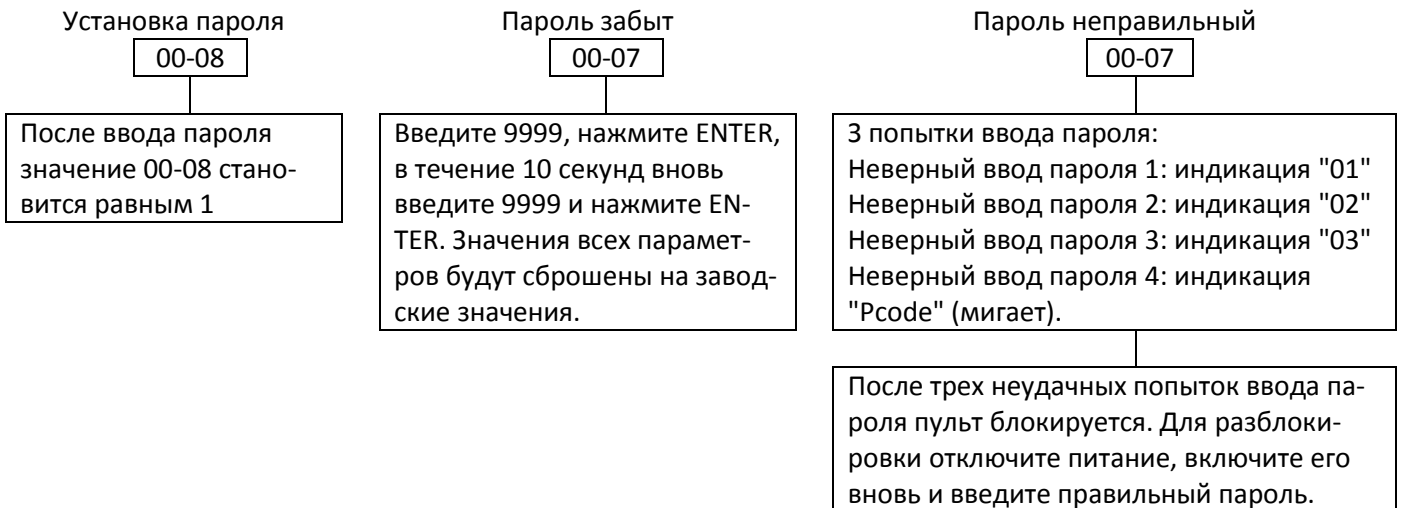 Установка пароля
00-08
После ввода пароля
значение 00-08 стано-
вится равным 1
Пароль забыт
00-07
Введите 9999, нажмите ENTER,
в течение 10 секунд вновь
введите 9999 и нажмите EN-
TER. Значения всех парамет-
ров будут сброшены на завод-
ские значения.
Пароль неправильный
00-07
3 попытки ввода пароля:
Неверный ввод пароля 1: индикация "01"
Неверный ввод пароля 2: индикация "02"
Неверный ввод пароля 3: индикация "03"
Неверный ввод пароля 4: индикация
"Pcode" (мигает).
После трех неудачных попыток ввода па-
роля пульт блокируется. Для разблоки-
ровки отключите питание, включите его
вновь и введите правильный пароль.